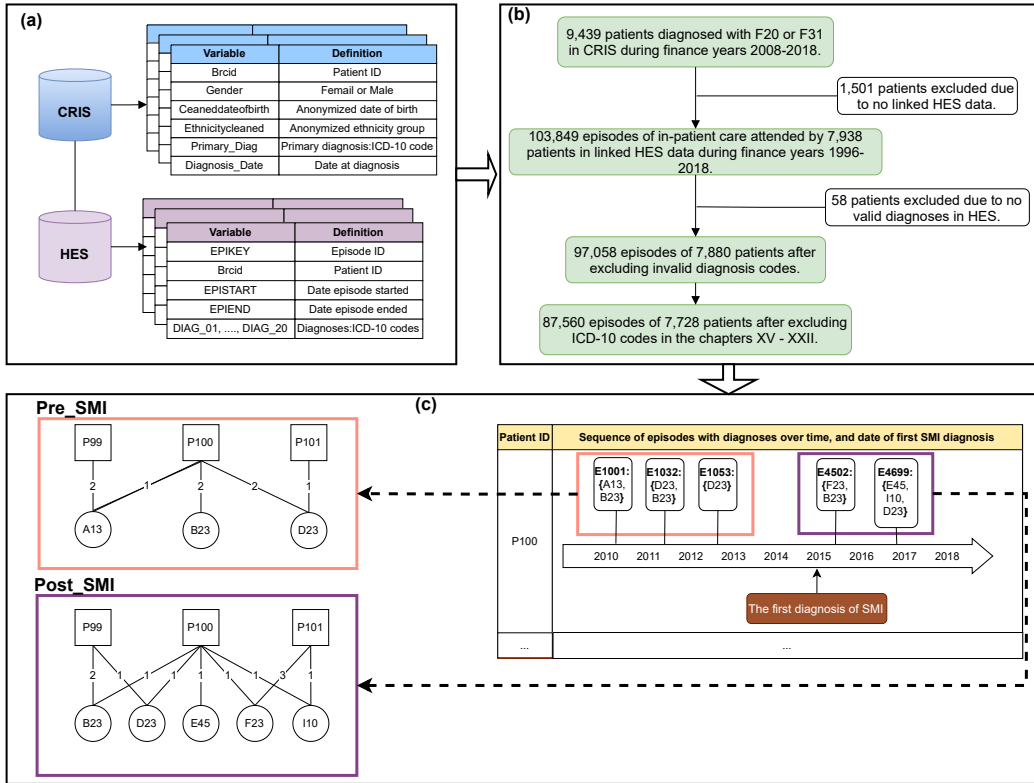 (a)
CRIS
HES
Variable Definition
Brcid Patient ID
Gender Femail or Male
Ceaneddateofbirth Anonymized date of birth
Ethnicitycleaned Anonymized ethnicity group
Primary_Diag Primary diagnosis:ICD-10 code
Diagnosis_Date Date at diagnosis
Variable Definition
EPIKEY Episode ID
Brcid Patient ID
EPISTART Date episode started
EPIEND Date episode ended
DIAG_01, ...., DIAG_20 Diagnoses:ICD-10 codes
(b)
9,439 patients diagnosed with F20 or F31
in CRIS during finance years 2008-2018.
1,501 patients excluded due
to no linked HES data.
103,849 episodes of in-patient care attended by 7,938
patients in linked HES data during finance years 1996-
2018.
58 patients excluded due to no
valid diagnoses in HES.
97,058 episodes of 7,880 patients after
excluding invalid diagnosis codes.
87,560 episodes of 7,728 patients after excluding
ICD-10 codes in the chapters XV - XXII.
(c)
Pre_SMI
P99 P100 P101
2 1 2 2 1
A13 B23 D23
Post_SMI
P99 P100 P101
2 1 1 1 1 1 1 3 1
B23 D23 E45 F23 I10
Patient ID Sequence of episodes with diagnoses over time, and date of first SMI diagnosis
P100
E1001:
{A13,
B23}
E1032:
{D23,
B23}
E1053:
{D23}
E4502:
{F23,
B23}
E4699:
{E45,
I10,
D23}
2010 2011 2012 2013 2014 2015 2016 2017 2018
The first diagnosis of SMI
... ...